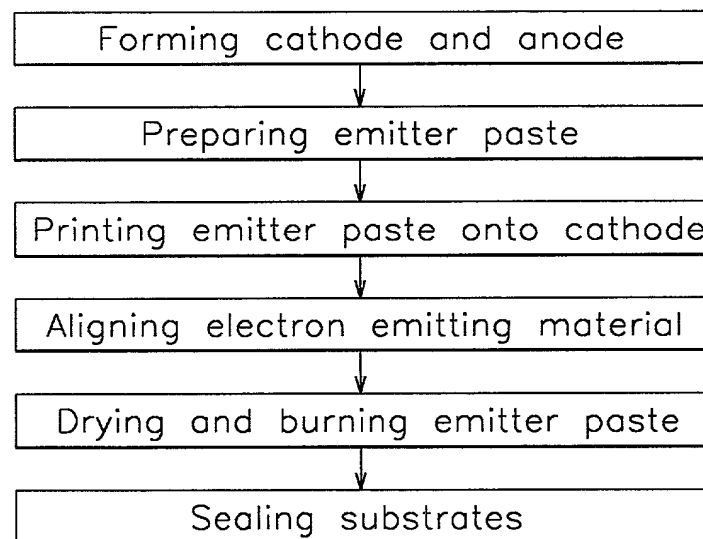 Forming cathode and anode
Preparing emitter paste
Printing emitter paste onto cathode
Aligning electron emitting material
Drying and burning emitter paste
Sealing substrates